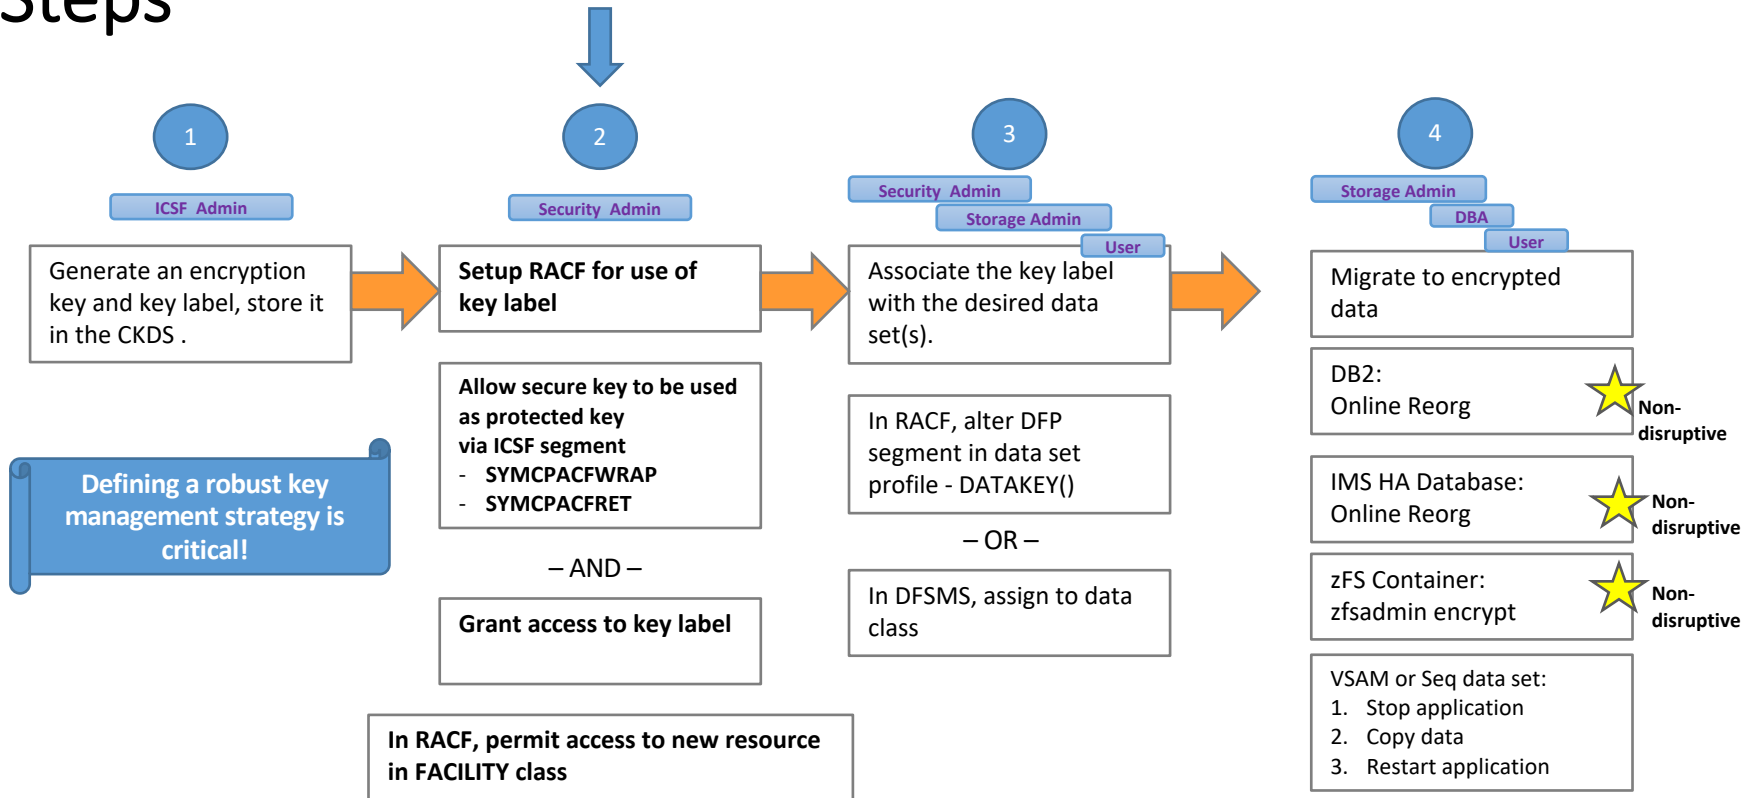 Steps
1
ICSF Admin
Generate an encryption
key and key label, store it
in the CKDS .
Defining a robust key
management strategy is
critical!
2
Security Admin
Setup RACF for use of
key label
Allow secure key to be used
as protected key
via ICSF segment
- SYMCPACFWRAP
- SYMCPACFRET
– AND –
Grant access to key label
In RACF, permit access to new resource
in FACILITY class
3
Security Admin
Storage Admin
User
Associate the key label
with the desired data
set(s).
In RACF, alter DFP
segment in data set
profile - DATAKEY()
– OR –
In DFSMS, assign to data
class
4
Storage Admin
DBA
User
Migrate to encrypted
data
DB2:
Online Reorg
Non-
disruptive
IMS HA Database:
Online Reorg
Non-
disruptive
zFS Container:
zfsadmin encrypt
Non-
disruptive
VSAM or Seq data set:
1. Stop application
2. Copy data
3. Restart application